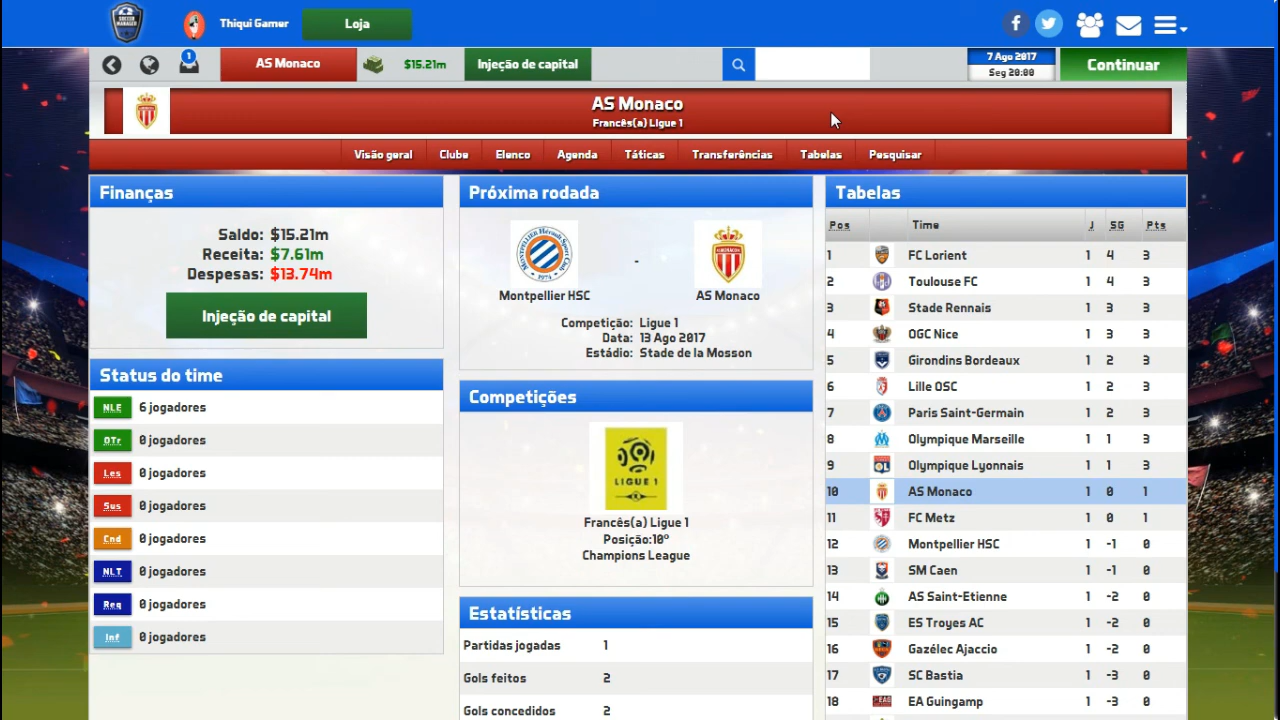 SOCCER MANAGER
Thiqui Gamer
Loja
1
AS Monaco
$15.21m
Injeção de capital
7 Ago 2017
Seg 20:00
Continuar
AS Monaco
Francês(a) Ligue 1
Visão geral
Clube
Elenco
Agenda
Táticas
Transferências
Tabelas
Pesquisar
Finanças
Saldo: $15.21m
Receita: $7.61m
Despesas: $13.74m
Injeção de capital
Status do time
NLE 6 jogadores
OTr 0 jogadores
Les 0 jogadores
Sus 0 jogadores
Cnd 0 jogadores
NLT 0 jogadores
Req 0 jogadores
Inf 0 jogadores
Próxima rodada
-
Montpellier HSC
AS Monaco
Competição: Ligue 1
Data: 13 Ago 2017
Estádio: Stade de la Mosson
Competições
LIGUE 1
Francês(a) Ligue 1
Posição:10º
Champions League
Estatísticas
Partidas jogadas 1
Gols feitos 2
Gols concedidos 2
Tabelas
Pos Time J SG Pts
1 FC Lorient 1 4 3
2 Toulouse FC 1 4 3
3 Stade Rennais 1 3 3
4 OGC Nice 1 3 3
5 Girondins Bordeaux 1 2 3
6 Lille OSC 1 2 3
7 Paris Saint-Germain 1 2 3
8 Olympique Marseille 1 1 3
9 Olympique Lyonnais 1 1 3
10 AS Monaco 1 0 1
11 FC Metz 1 0 1
12 Montpellier HSC 1 -1 0
13 SM Caen 1 -1 0
14 AS Saint-Etienne 1 -2 0
15 ES Troyes AC 1 -2 0
16 Gazélec Ajaccio 1 -2 0
17 SC Bastia 1 -3 0
18 EA Guingamp 1 -3 0